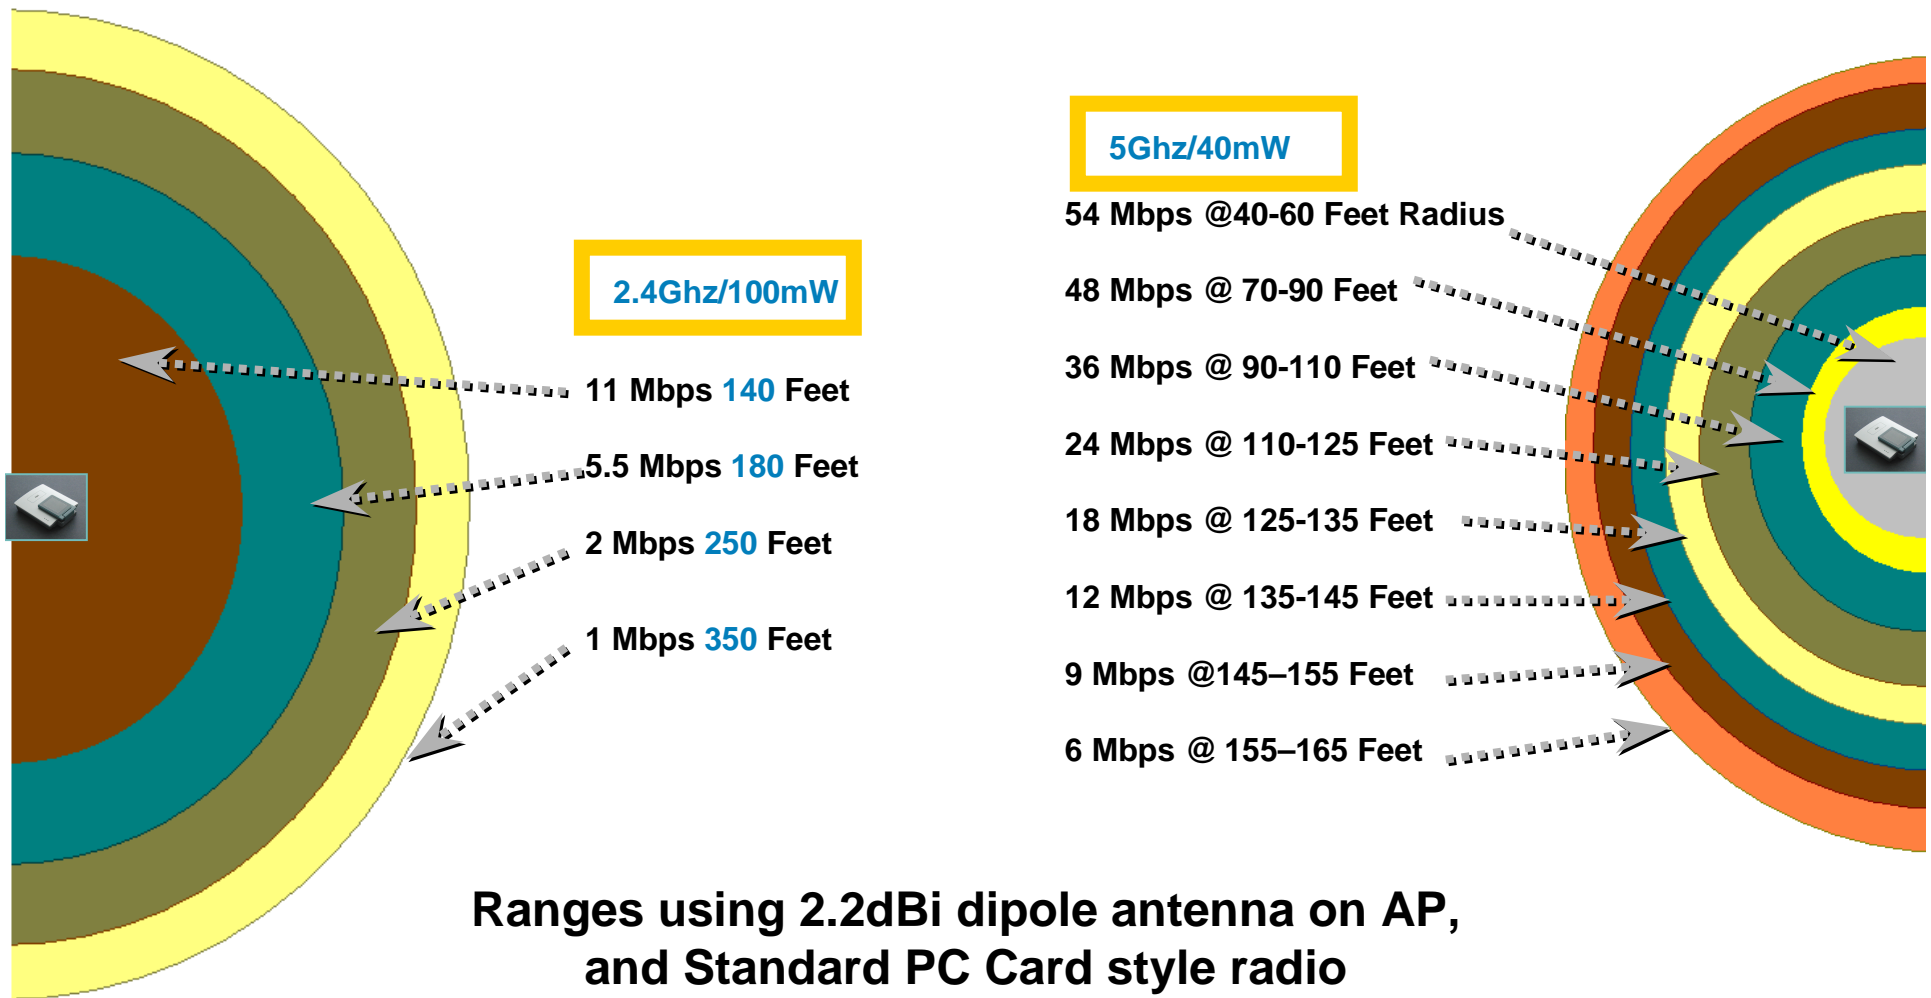 2.4Ghz/100mW
11 Mbps 140 Feet
5.5 Mbps 180 Feet
2 Mbps 250 Feet
1 Mbps 350 Feet
5Ghz/40mW
54 Mbps @40-60 Feet Radius
48 Mbps @ 70-90 Feet
36 Mbps @ 90-110 Feet
24 Mbps @ 110-125 Feet
18 Mbps @ 125-135 Feet
12 Mbps @ 135-145 Feet
9 Mbps @145–155 Feet
6 Mbps @ 155–165 Feet
Ranges using 2.2dBi dipole antenna on AP,
and Standard PC Card style radio